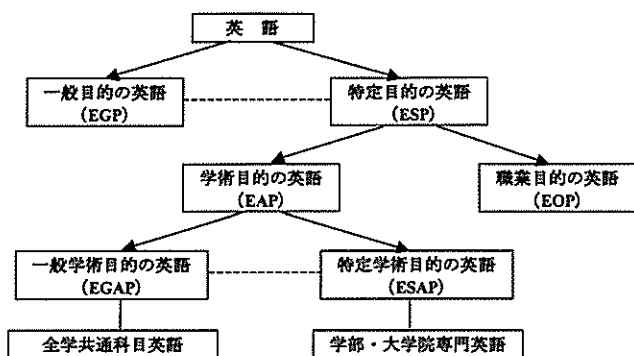 英 語
一般目的の英語
(EGP)
特定目的の英語
(ESP)
学術目的の英語
(EAP)
職業目的の英語
(EOP)
一般学術目的の英語
(EGAP)
特定学術目的の英語
(ESAP)
全学共通科目英語
学部・大学院専門英語